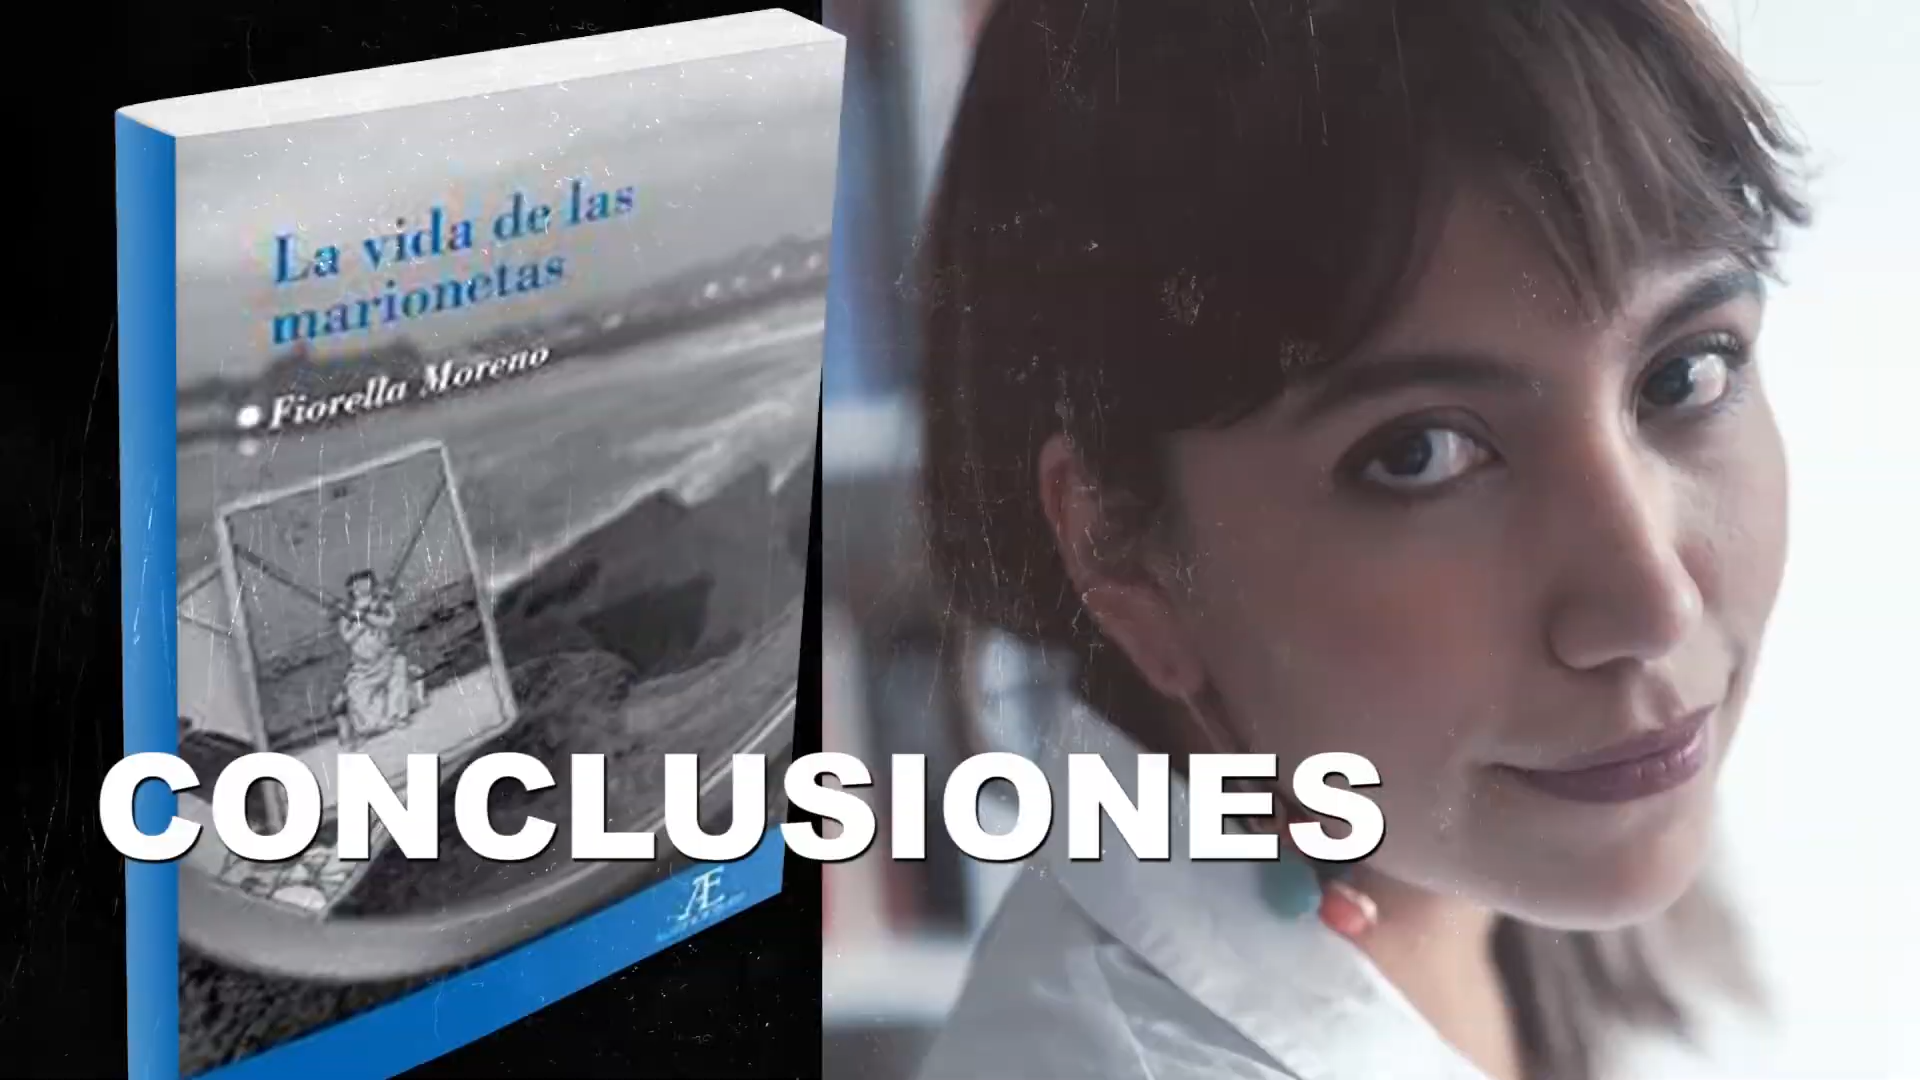 La vida de las
marionetas
Fiorella Moreno
CONCLUSIONES
Æ